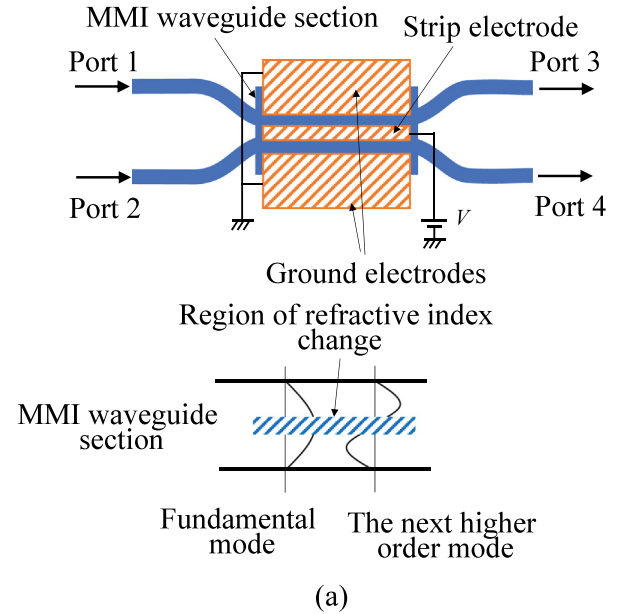 MMI waveguide section
Strip electrode
Port 1
Port 3
Port 2
Port 4
V
Ground electrodes
Region of refractive index
change
MMI waveguide
section
Fundamental
mode
The next higher
order mode
(a)